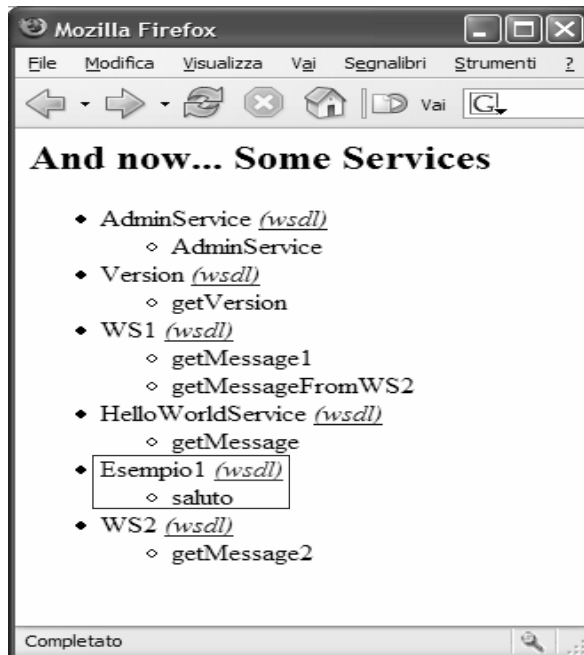 Mozilla Firefox
File Modifica Visualizza Vai Segnalibri Strumenti ?
Vai G
And now... Some Services
AdminService (wsdl)
AdminService
Version (wsdl)
getVersion
WS1 (wsdl)
getMessage1
getMessageFromWS2
HelloWorldService (wsdl)
getMessage
Esempio1 (wsdl)
saluto
WS2 (wsdl)
getMessage2
Completato